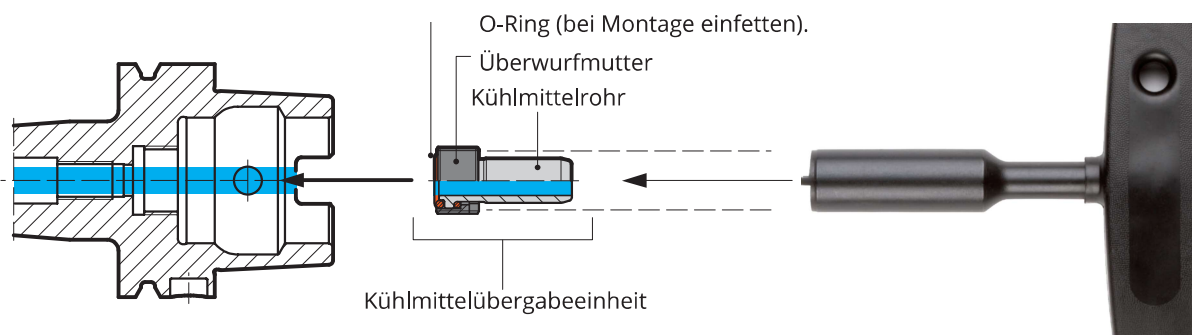 O-Ring (bei Montage einfetten).
Überwurfmutter
Kühlmittelrohr
Kühlmittelübergabeeinheit